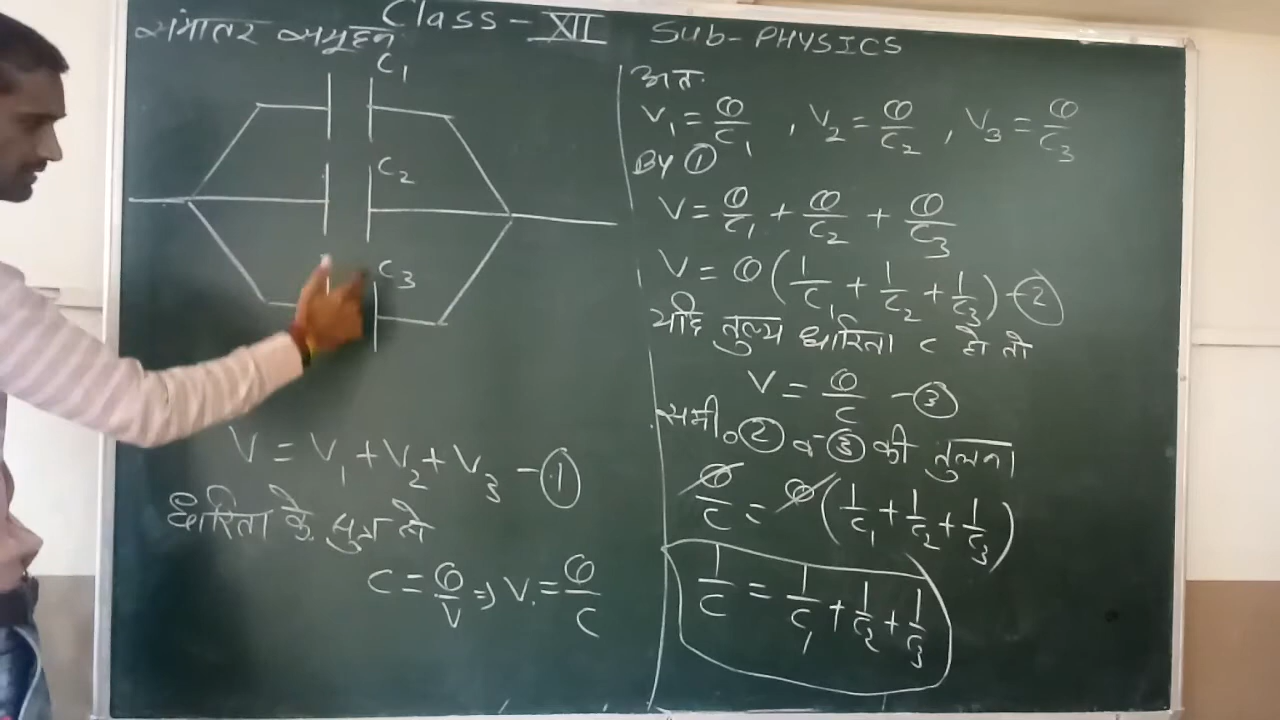 Class - XII Sub - PHYSICS
समान्तर समूहन
C₁
C₂
C₃
V = V₁ + V₂ + V₃ - ①
धारिता के सूत्र से
C = Q/V ⇒ V = Q/C
अतः
V₁ = Q/C₁ , V₂ = Q/C₂ , V₃ = Q/C₃
By ①
V = Q/C₁ + Q/C₂ + Q/C₃
V = Q(1/C₁ + 1/C₂ + 1/C₃) - ②
यदि तुल्य धारिता C हो तो
V = Q/C - ③
समी० ② व ③ की तुलना
Q/C = Q(1/C₁ + 1/C₂ + 1/C₃)
1/C = 1/C₁ + 1/C₂ + 1/C₃